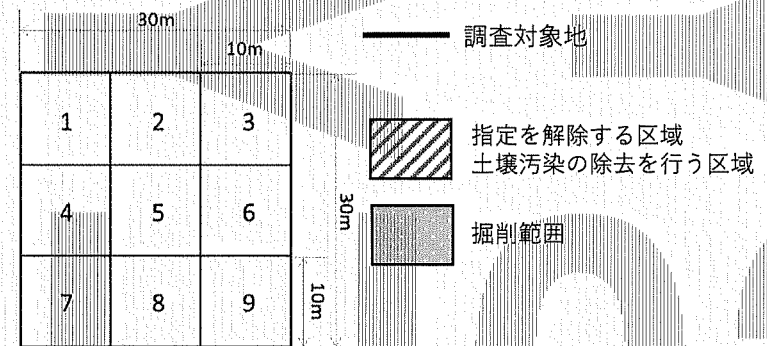 30m
10m
調査対象地
1 2 3
指定を解除する区域
土壌汚染の除去を行う区域
4 5 6
30m
掘削範囲
7 8 9
10m